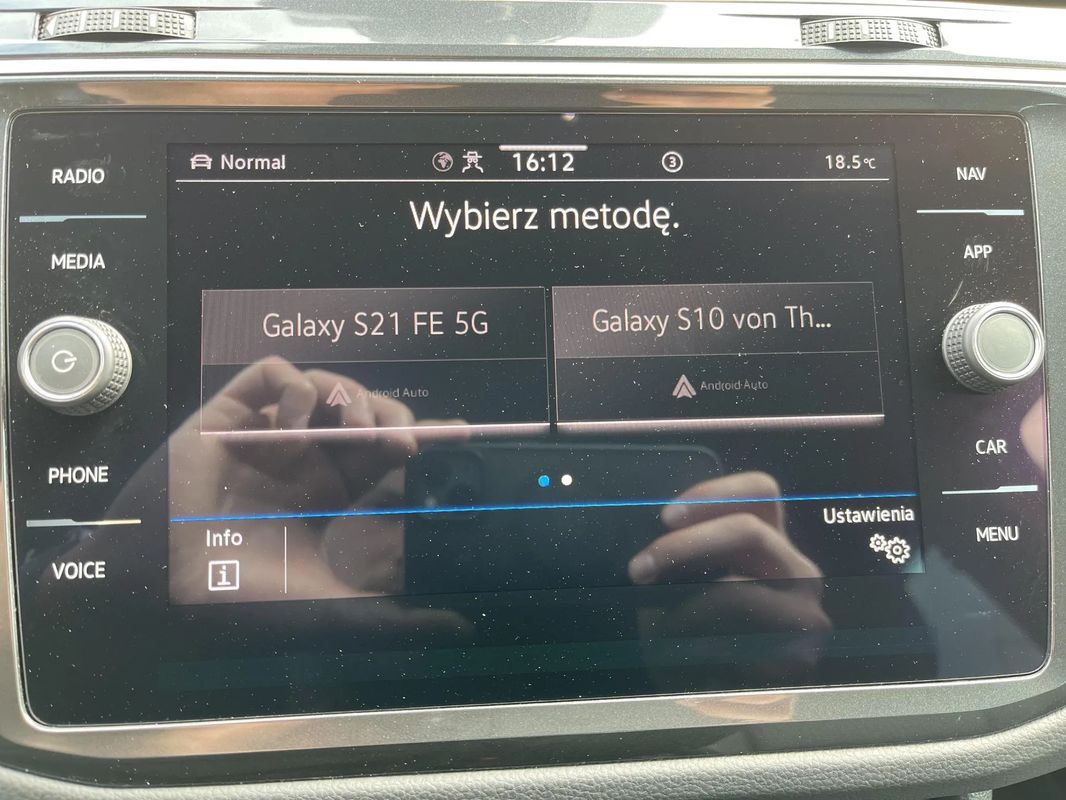 RADIO
MEDIA
PHONE
VOICE
Normal
16:12
3
18.5°C
Wybierz metodę.
Galaxy S21 FE 5G
Android Auto
Galaxy S10 von Th...
Android Auto
Info
i
Ustawienia
NAV
APP
CAR
MENU